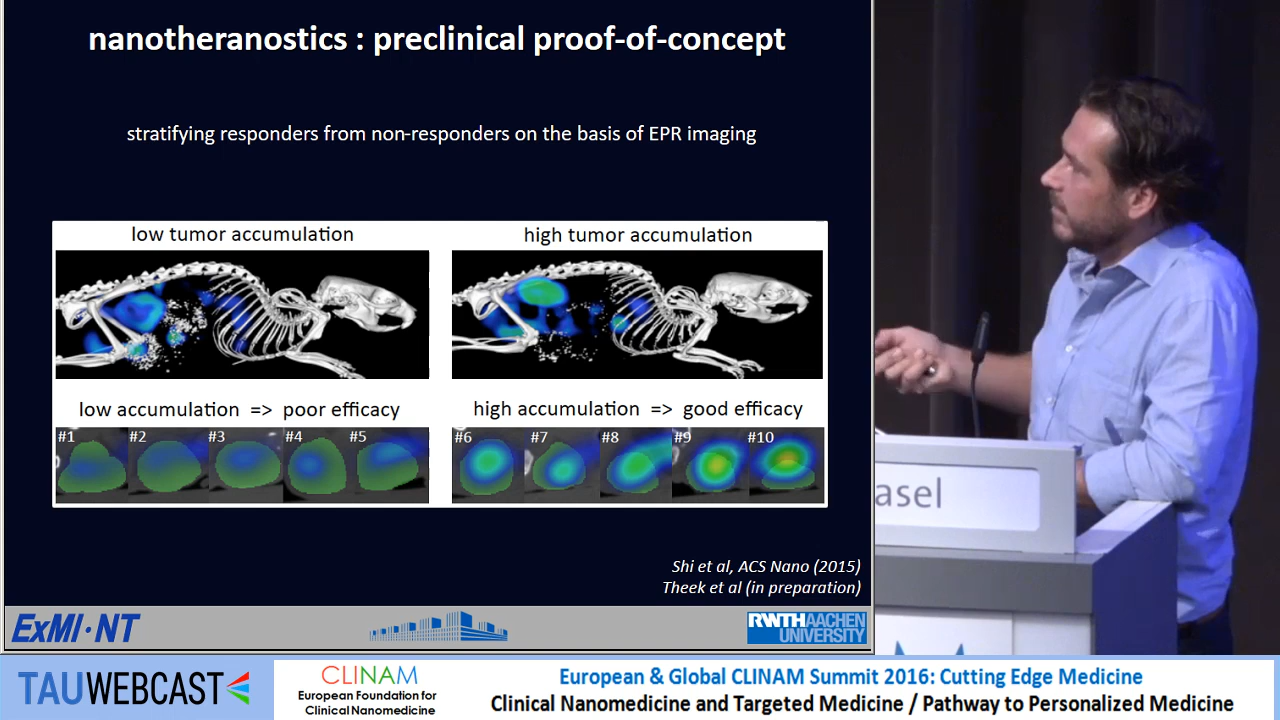 nanotheranostics : preclinical proof-of-concept
stratifying responders from non-responders on the basis of EPR imaging
low tumor accumulation
high tumor accumulation
low accumulation => poor efficacy
high accumulation => good efficacy
#1 #2 #3 #4 #5
#6 #7 #8 #9 #10
Shi et al, ACS Nano (2015)
Theek et al (in preparation)
ExMI·NT
RWTHAACHEN
UNIVERSITY
asel
TAUWEBCAST
CLINAM
European Foundation for
Clinical Nanomedicine
European & Global CLINAM Summit 2016: Cutting Edge Medicine
Clinical Nanomedicine and Targeted Medicine / Pathway to Personalized Medicine